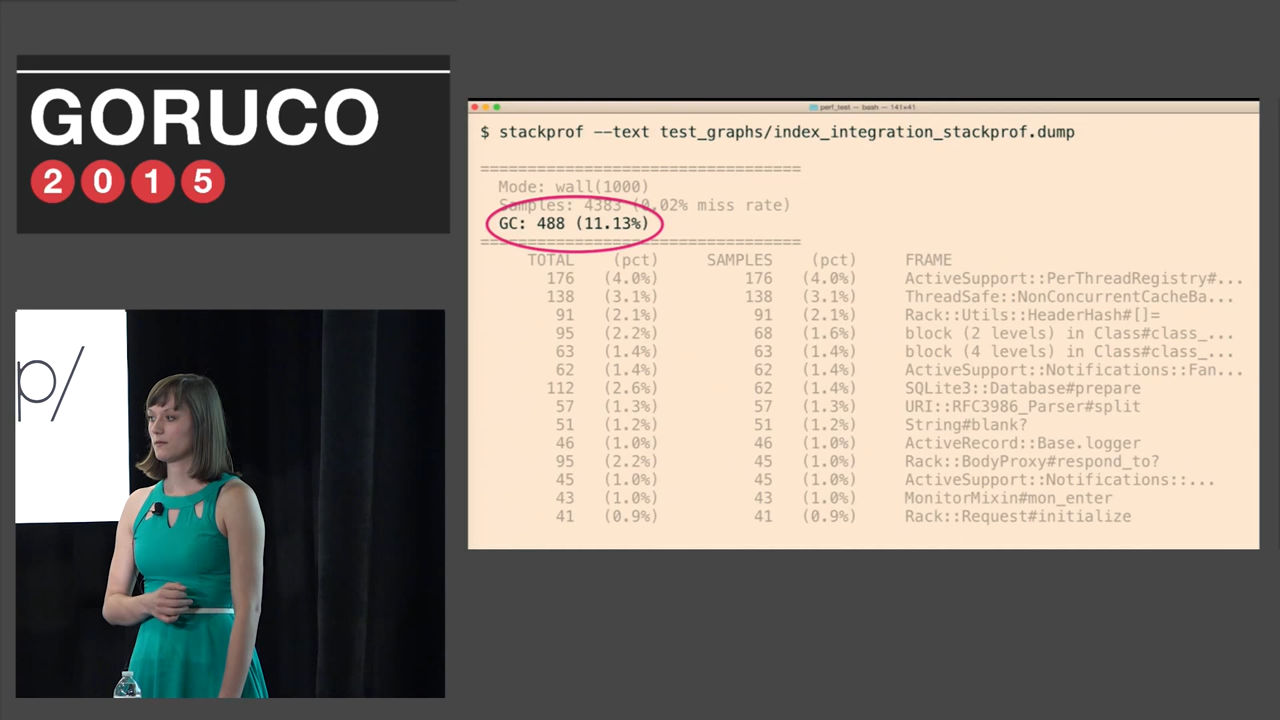 GORUCO
2015
p/
perf_test — bash — 141×41
$ stackprof --text test_graphs/index_integration_stackprof.dump
==================================
Mode: wall(1000)
Samples: 4383 (0.02% miss rate)
GC: 488 (11.13%)
==================================
TOTAL (pct) SAMPLES (pct) FRAME
176 (4.0%) 176 (4.0%) ActiveSupport::PerThreadRegistry#...
138 (3.1%) 138 (3.1%) ThreadSafe::NonConcurrentCacheBa...
91 (2.1%) 91 (2.1%) Rack::Utils::HeaderHash#[]=
95 (2.2%) 68 (1.6%) block (2 levels) in Class#class_...
63 (1.4%) 63 (1.4%) block (4 levels) in Class#class_...
62 (1.4%) 62 (1.4%) ActiveSupport::Notifications::Fan...
112 (2.6%) 62 (1.4%) SQLite3::Database#prepare
57 (1.3%) 57 (1.3%) URI::RFC3986_Parser#split
51 (1.2%) 51 (1.2%) String#blank?
46 (1.0%) 46 (1.0%) ActiveRecord::Base.logger
95 (2.2%) 45 (1.0%) Rack::BodyProxy#respond_to?
45 (1.0%) 45 (1.0%) ActiveSupport::Notifications::...
43 (1.0%) 43 (1.0%) MonitorMixin#mon_enter
41 (0.9%) 41 (0.9%) Rack::Request#initialize